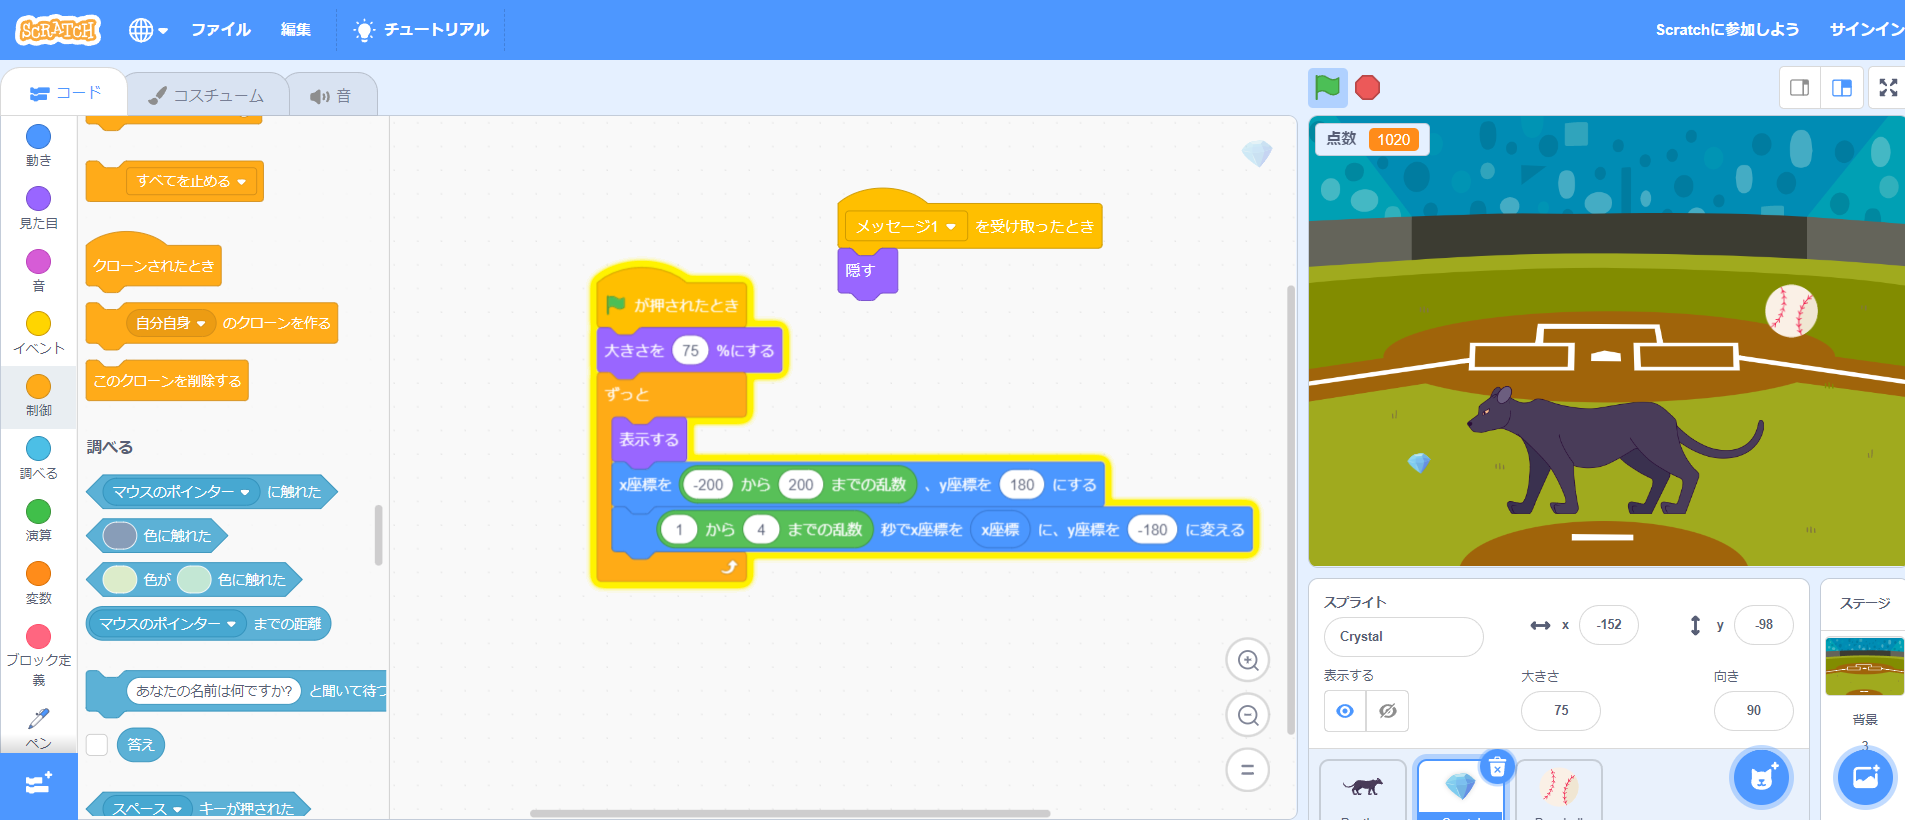 SCRATCH ファイル 編集 チュートリアル Scratchに参加しよう サインイン
コード コスチューム 音
動き
見た目
音
イベント
制御
調べる
演算
変数
ブロック定
義
ペン
すべてを止める
クローンされたとき
自分自身 のクローンを作る
このクローンを削除する
調べる
マウスのポインター に触れた
色に触れた
色が 色に触れた
マウスのポインター までの距離
あなたの名前は何ですか? と聞いて待つ
答え
スペース キーが押された
メッセージ1 を受け取ったとき
隠す
が押されたとき
大きさを 75 %にする
ずっと
表示する
x座標を -200 から 200 までの乱数 、y座標を 180 にする
1 から 4 までの乱数 秒でx座標を x座標 に、y座標を -180 に変える
点数 1020
スプライト
Crystal
x -152
y -98
表示する
大きさ
75
向き
90
ステージ
背景
3